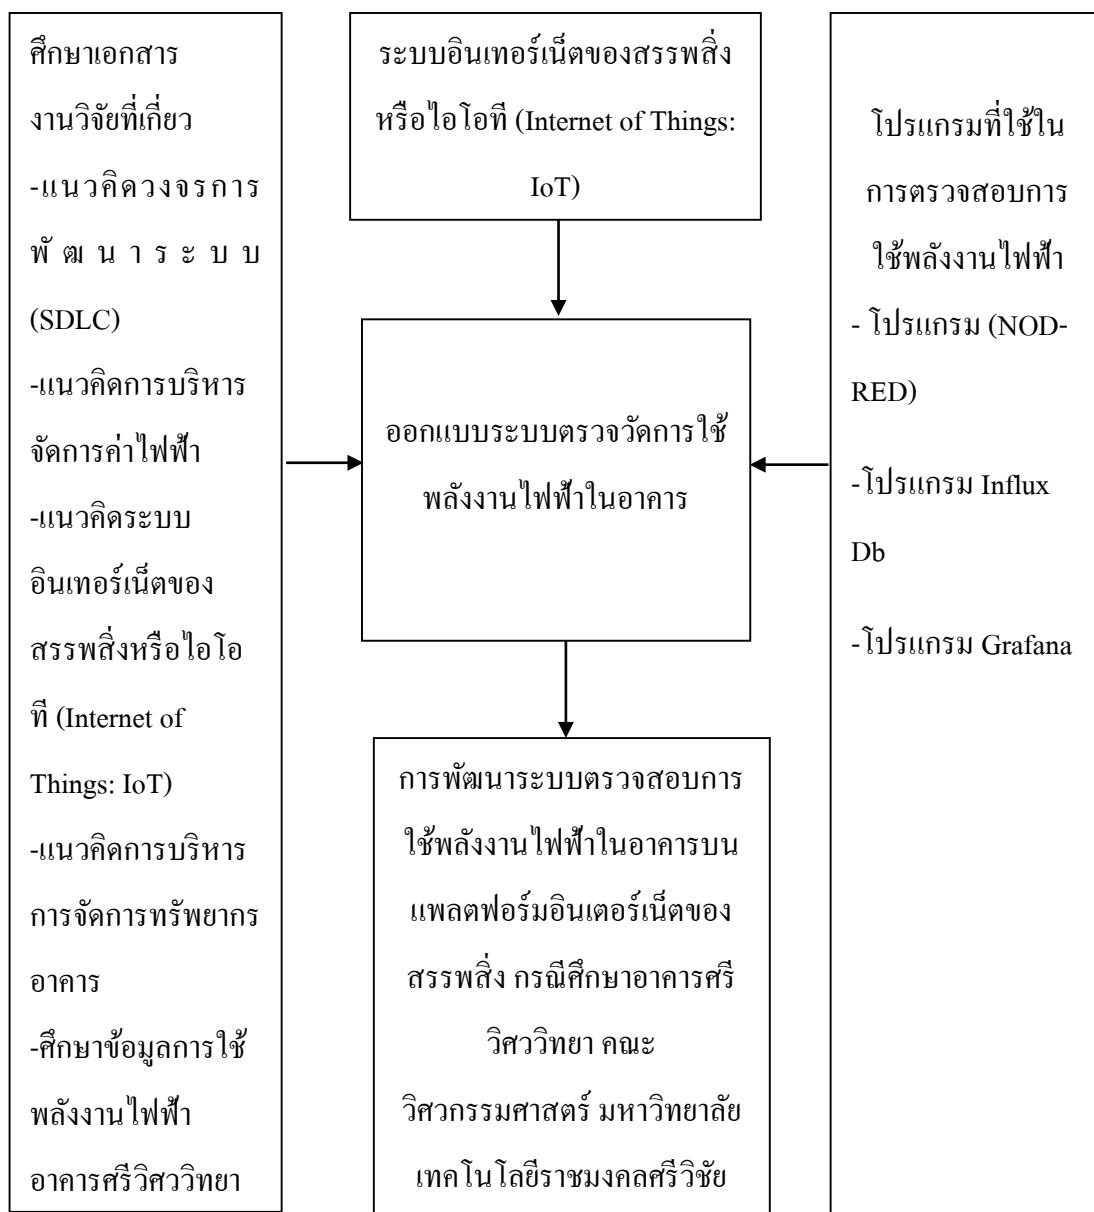 ศึกษาเอกสาร
งานวิจัยที่เกี่ยว
-แนวคิดวงจรการ
พัฒนาระบบ
(SDLC)
-แนวคิดการบริหาร
จัดการค่าไฟฟ้า
-แนวคิดระบบ
อินเทอร์เน็ตของ
สรรพสิ่งหรือไอโอ
ที (Internet of
Things: IoT)
-แนวคิดการบริหาร
การจัดการทรัพยากร
อาคาร
-ศึกษาข้อมูลการใช้
พลังงานไฟฟ้า
อาคารศรีวิศววิทยา
ระบบอินเทอร์เน็ตของสรรพสิ่ง
หรือไอโอที (Internet of Things:
IoT)
ออกแบบระบบตรวจวัดการใช้
พลังงานไฟฟ้าในอาคาร
การพัฒนาระบบตรวจสอบการ
ใช้พลังงานไฟฟ้าในอาคารบน
แพลตฟอร์มอินเตอร์เน็ตของ
สรรพสิ่ง กรณีศึกษาอาคารศรี
วิศววิทยา คณะ
วิศวกรรมศาสตร์ มหาวิทยาลัย
เทคโนโลยีราชมงคลศรีวิชัย
โปรแกรมที่ใช้ใน
การตรวจสอบการ
ใช้พลังงานไฟฟ้า
- โปรแกรม (NOD-
RED)
-โปรแกรม Influx
Db
-โปรแกรม Grafana